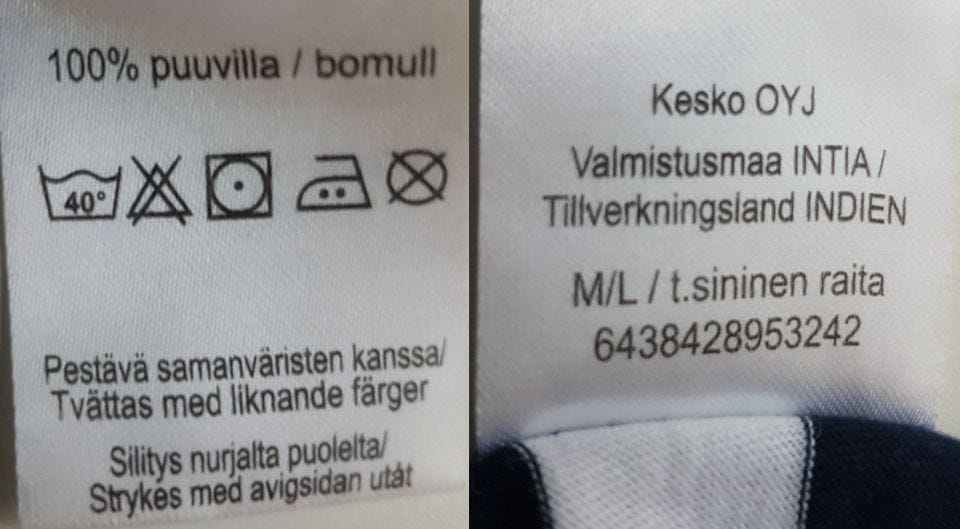 100% puuvilla / bomull
40°
Pestävä samanväristen kanssa/
Tvättas med liknande färger
Silitys nurjalta puolelta/
Strykes med avigsidan utåt
Kesko OYJ
Valmistusmaa INTIA /
Tillverkningsland INDIEN
M/L / t.sininen raita
6438428953242